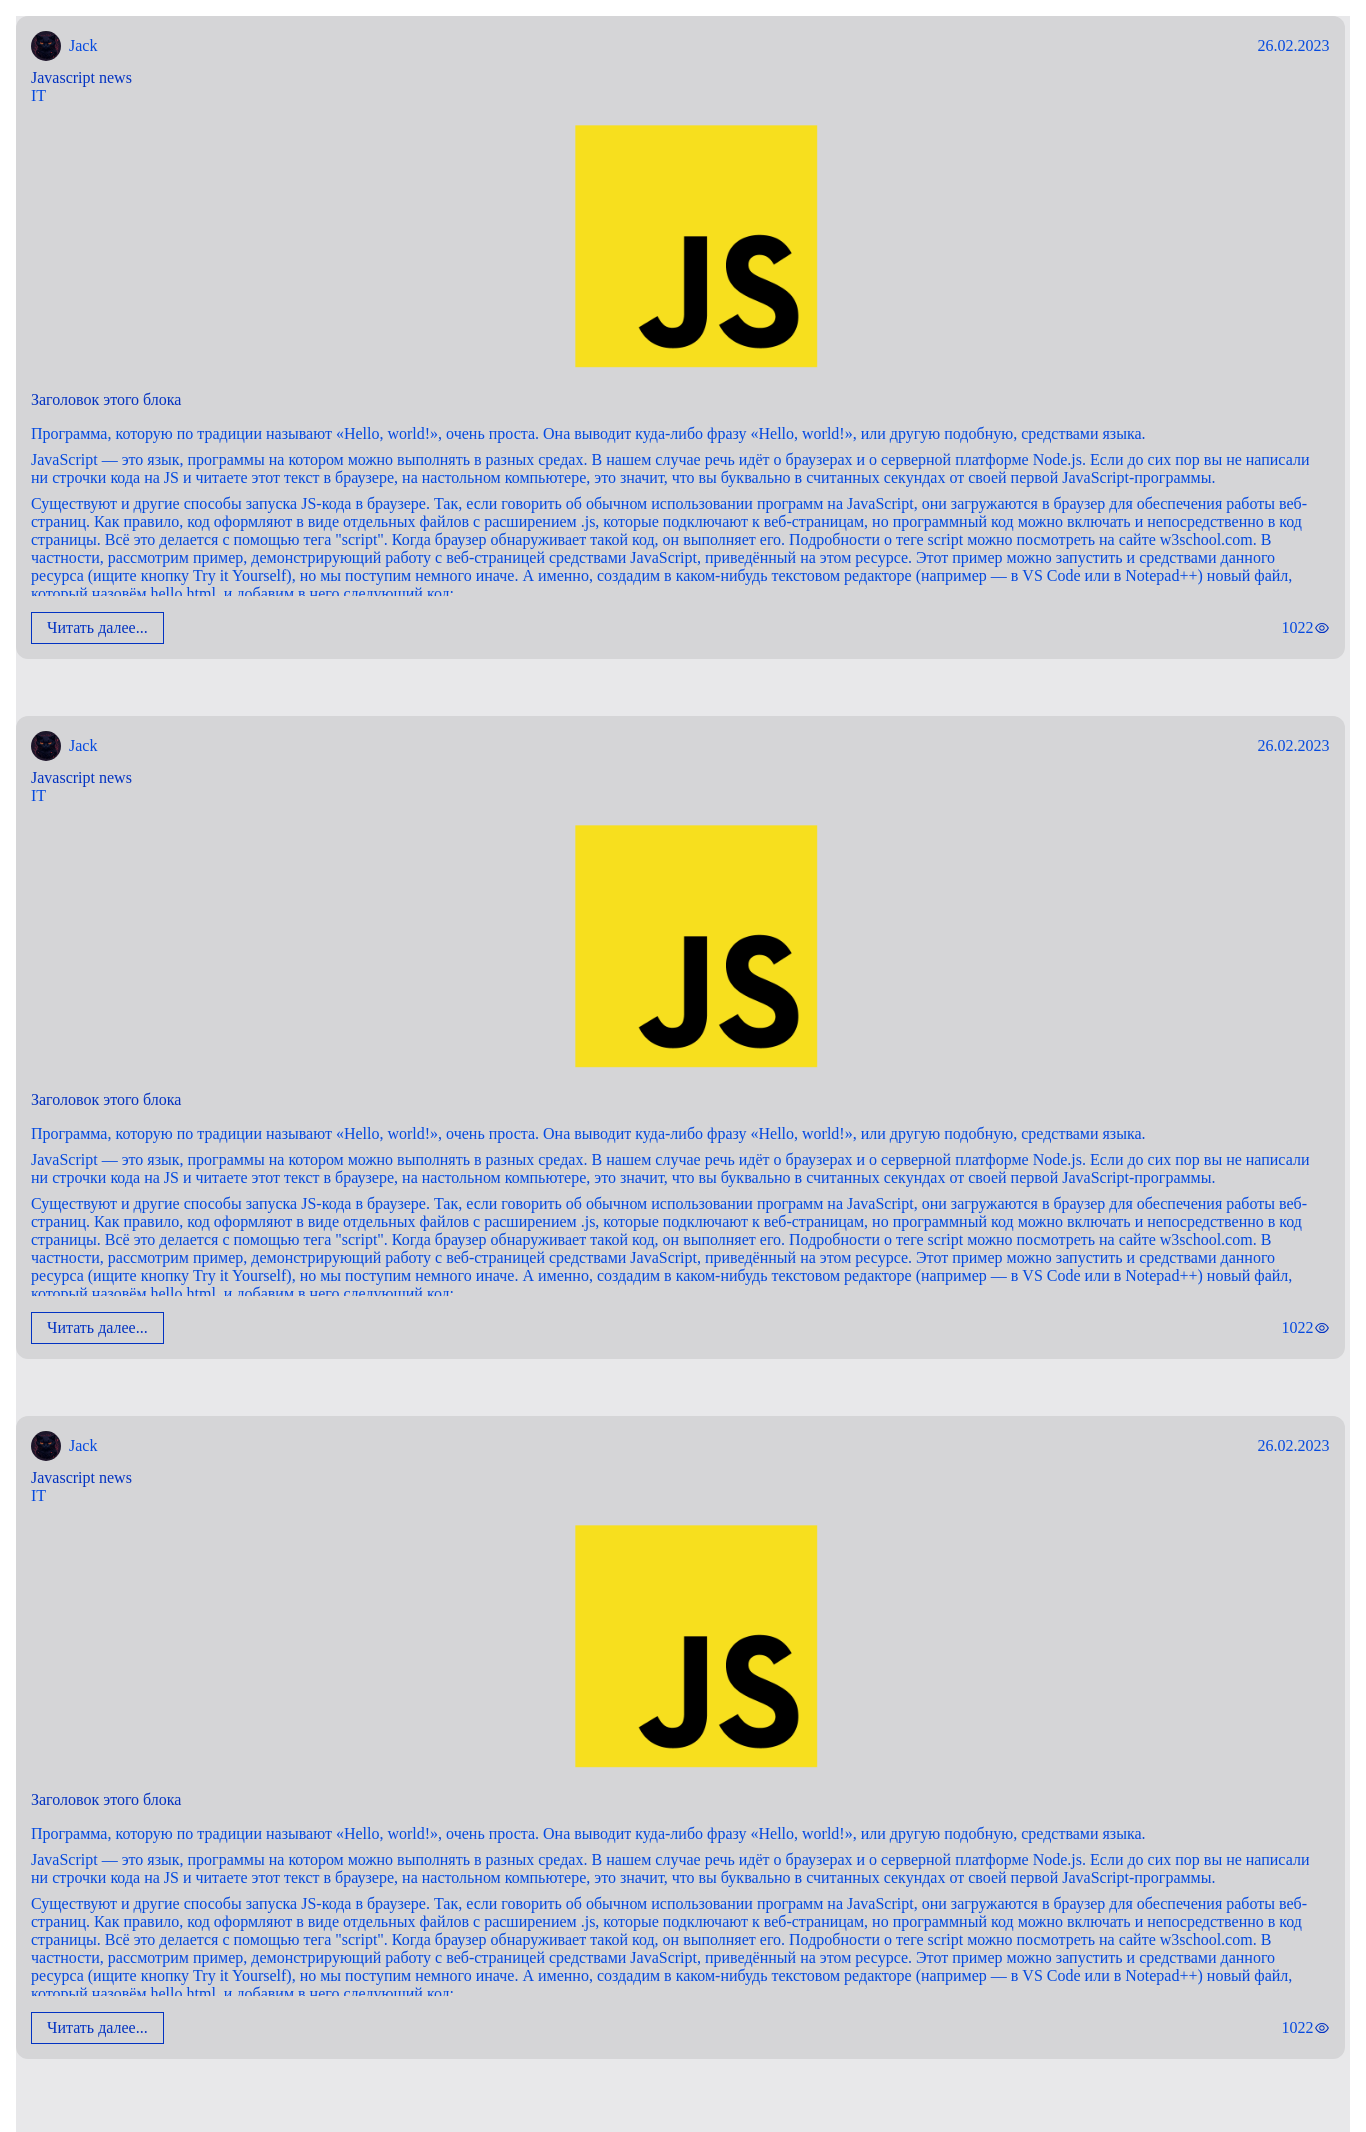 Jack
26.02.2023
Javascript news
IT
JS
Заголовок этого блока
Программа, которую по традиции называют «Hello, world!», очень проста. Она выводит куда-либо фразу «Hello, world!», или другую подобную, средствами языка.
JavaScript — это язык, программы на котором можно выполнять в разных средах. В нашем случае речь идёт о браузерах и о серверной платформе Node.js. Если до сих пор вы не написали
ни строчки кода на JS и читаете этот текст в браузере, на настольном компьютере, это значит, что вы буквально в считанных секундах от своей первой JavaScript-программы.
Существуют и другие способы запуска JS-кода в браузере. Так, если говорить об обычном использовании программ на JavaScript, они загружаются в браузер для обеспечения работы веб-
страниц. Как правило, код оформляют в виде отдельных файлов с расширением .js, которые подключают к веб-страницам, но программный код можно включать и непосредственно в код
страницы. Всё это делается с помощью тега "script". Когда браузер обнаруживает такой код, он выполняет его. Подробности о теге script можно посмотреть на сайте w3school.com. В
частности, рассмотрим пример, демонстрирующий работу с веб-страницей средствами JavaScript, приведённый на этом ресурсе. Этот пример можно запустить и средствами данного
ресурса (ищите кнопку Try it Yourself), но мы поступим немного иначе. А именно, создадим в каком-нибудь текстовом редакторе (например — в VS Code или в Notepad++) новый файл,
который назовём hello.html, и добавим в него следующий код:
Читать далее...
1022
Jack
26.02.2023
Javascript news
IT
JS
Заголовок этого блока
Программа, которую по традиции называют «Hello, world!», очень проста. Она выводит куда-либо фразу «Hello, world!», или другую подобную, средствами языка.
JavaScript — это язык, программы на котором можно выполнять в разных средах. В нашем случае речь идёт о браузерах и о серверной платформе Node.js. Если до сих пор вы не написали
ни строчки кода на JS и читаете этот текст в браузере, на настольном компьютере, это значит, что вы буквально в считанных секундах от своей первой JavaScript-программы.
Существуют и другие способы запуска JS-кода в браузере. Так, если говорить об обычном использовании программ на JavaScript, они загружаются в браузер для обеспечения работы веб-
страниц. Как правило, код оформляют в виде отдельных файлов с расширением .js, которые подключают к веб-страницам, но программный код можно включать и непосредственно в код
страницы. Всё это делается с помощью тега "script". Когда браузер обнаруживает такой код, он выполняет его. Подробности о теге script можно посмотреть на сайте w3school.com. В
частности, рассмотрим пример, демонстрирующий работу с веб-страницей средствами JavaScript, приведённый на этом ресурсе. Этот пример можно запустить и средствами данного
ресурса (ищите кнопку Try it Yourself), но мы поступим немного иначе. А именно, создадим в каком-нибудь текстовом редакторе (например — в VS Code или в Notepad++) новый файл,
который назовём hello.html, и добавим в него следующий код:
Читать далее...
1022
Jack
26.02.2023
Javascript news
IT
JS
Заголовок этого блока
Программа, которую по традиции называют «Hello, world!», очень проста. Она выводит куда-либо фразу «Hello, world!», или другую подобную, средствами языка.
JavaScript — это язык, программы на котором можно выполнять в разных средах. В нашем случае речь идёт о браузерах и о серверной платформе Node.js. Если до сих пор вы не написали
ни строчки кода на JS и читаете этот текст в браузере, на настольном компьютере, это значит, что вы буквально в считанных секундах от своей первой JavaScript-программы.
Существуют и другие способы запуска JS-кода в браузере. Так, если говорить об обычном использовании программ на JavaScript, они загружаются в браузер для обеспечения работы веб-
страниц. Как правило, код оформляют в виде отдельных файлов с расширением .js, которые подключают к веб-страницам, но программный код можно включать и непосредственно в код
страницы. Всё это делается с помощью тега "script". Когда браузер обнаруживает такой код, он выполняет его. Подробности о теге script можно посмотреть на сайте w3school.com. В
частности, рассмотрим пример, демонстрирующий работу с веб-страницей средствами JavaScript, приведённый на этом ресурсе. Этот пример можно запустить и средствами данного
ресурса (ищите кнопку Try it Yourself), но мы поступим немного иначе. А именно, создадим в каком-нибудь текстовом редакторе (например — в VS Code или в Notepad++) новый файл,
который назовём hello.html, и добавим в него следующий код:
Читать далее...
1022